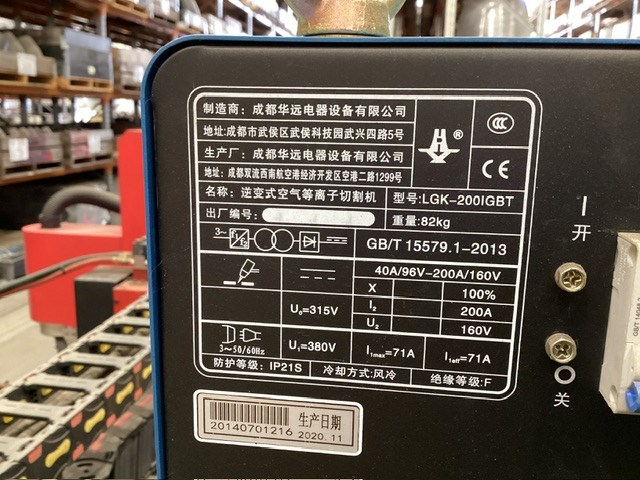 制造商：成都华远电器设备有限公司
地址：成都市武侯区武侯科技园武兴四路5号
生产厂：成都华远电器设备有限公司
地址：成都双流西南航空港经济开发区空港二路1299号
®
CCC
CE
名称：逆变式空气等离子切割机 型号：LGK-200IGBT
出厂编号： 重量：82kg
3~ f₁ f₂ GB/T 15579.1-2013
40A/96V-200A/160V
X 100%
U₀=315V I₂ 200A
U₂ 160V
3~50/60Hz U₁=380V I₁max=71A I₁eff=71A
防护等级：IP21S 冷却方式：风冷 绝缘等级：F
开
关
20140701216 2020.11 生产日期